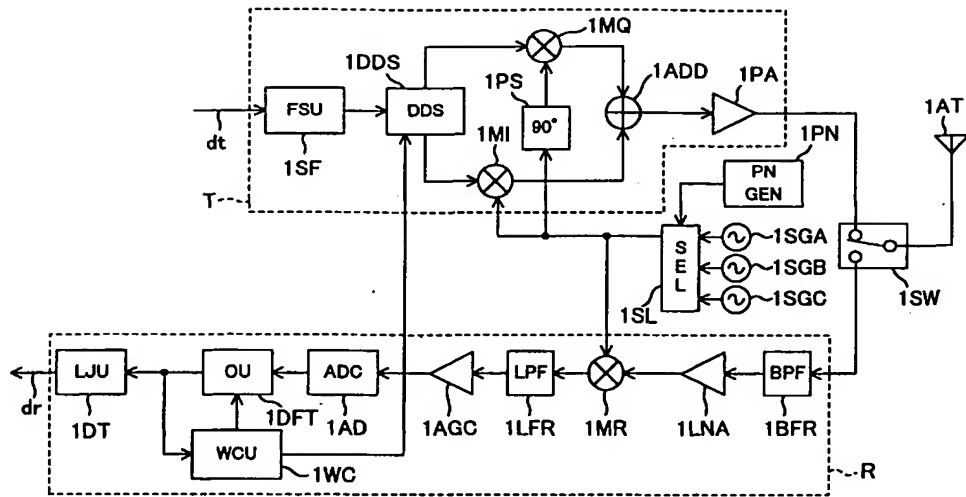 1MQ
1DDS
1PS
1ADD
1PA
1AT
FSU
DDS
90°
1MI
1PN
dt
1SF
PN
GEN
T
S
E
L
1SGA
1SGB
1SGC
1SL
1SW
LJU
OU
ADC
LPF
BPF
dr
1DT
1DFT
1AD
1AGC
1LFR
1MR
1LNA
1BFR
WCU
1WC
R